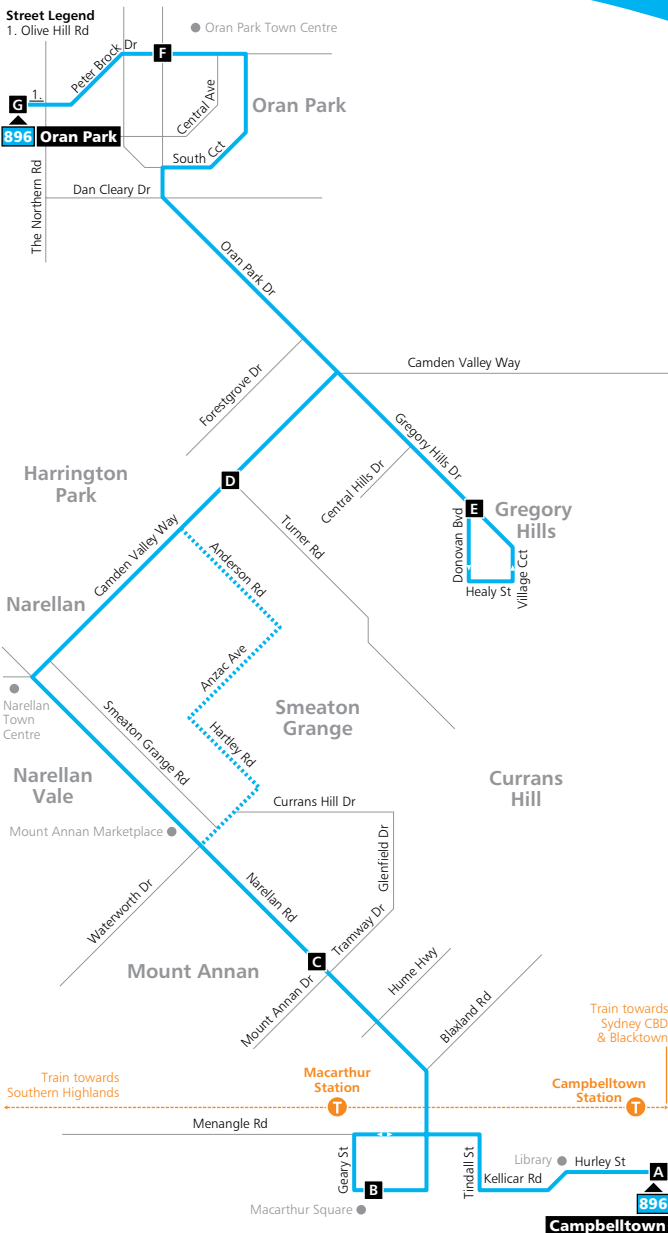 Street Legend
1. Olive Hill Rd
Oran Park Town Centre
F
Peter Brock Dr
G
1.
896 Oran Park
Central Ave
Oran Park
South Cct
The Northern Rd
Dan Cleary Dr
Oran Park Dr
Camden Valley Way
Forestgrove Dr
Gregory Hills Dr
Harrington
Park
D
Central Hills Dr
E
Gregory
Hills
Turner Rd
Donovan Bvd
Village Cct
Healy St
Camden Valley Way
Anderson Rd
Narellan
Anzac Ave
Narellan
Town
Centre
Smeaton
Grange
Smeaton Grange Rd
Hartley Rd
Narellan
Vale
Currans
Hill
Currans Hill Dr
Mount Annan Marketplace
Glenfield Dr
Waterworth Dr
Narellan Rd
Tramway Dr
C
Mount Annan
Mount Annan Dr
Hume Hwy
Blaxland Rd
Train towards
Sydney CBD
& Blacktown
Train towards
Southern Highlands
Macarthur
Station
T
Campbelltown
Station
T
Menangle Rd
Geary St
B
Tindall St
Library
Hurley St
Kellicar Rd
A
Macarthur Square
896
Campbelltown